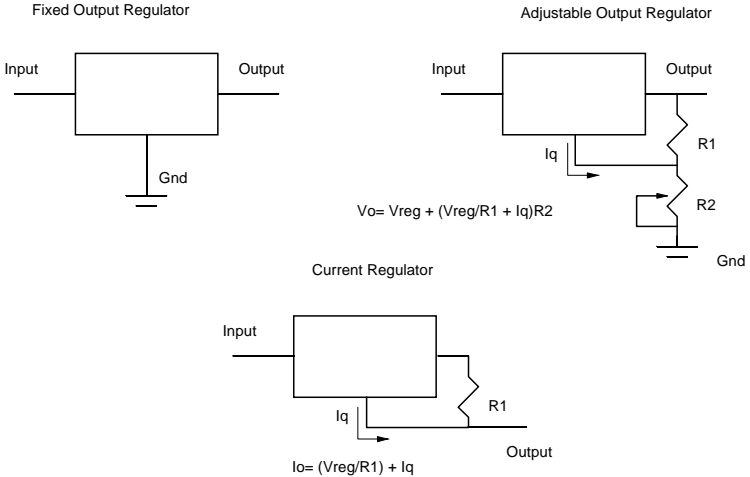 Fixed Output Regulator
Input
Output
Gnd
Adjustable Output Regulator
Input
Output
R1
Iq
R2
Vo= Vreg + (Vreg/R1 + Iq)R2
Gnd
Current Regulator
Input
R1
Iq
Output
Io= (Vreg/R1) + Iq